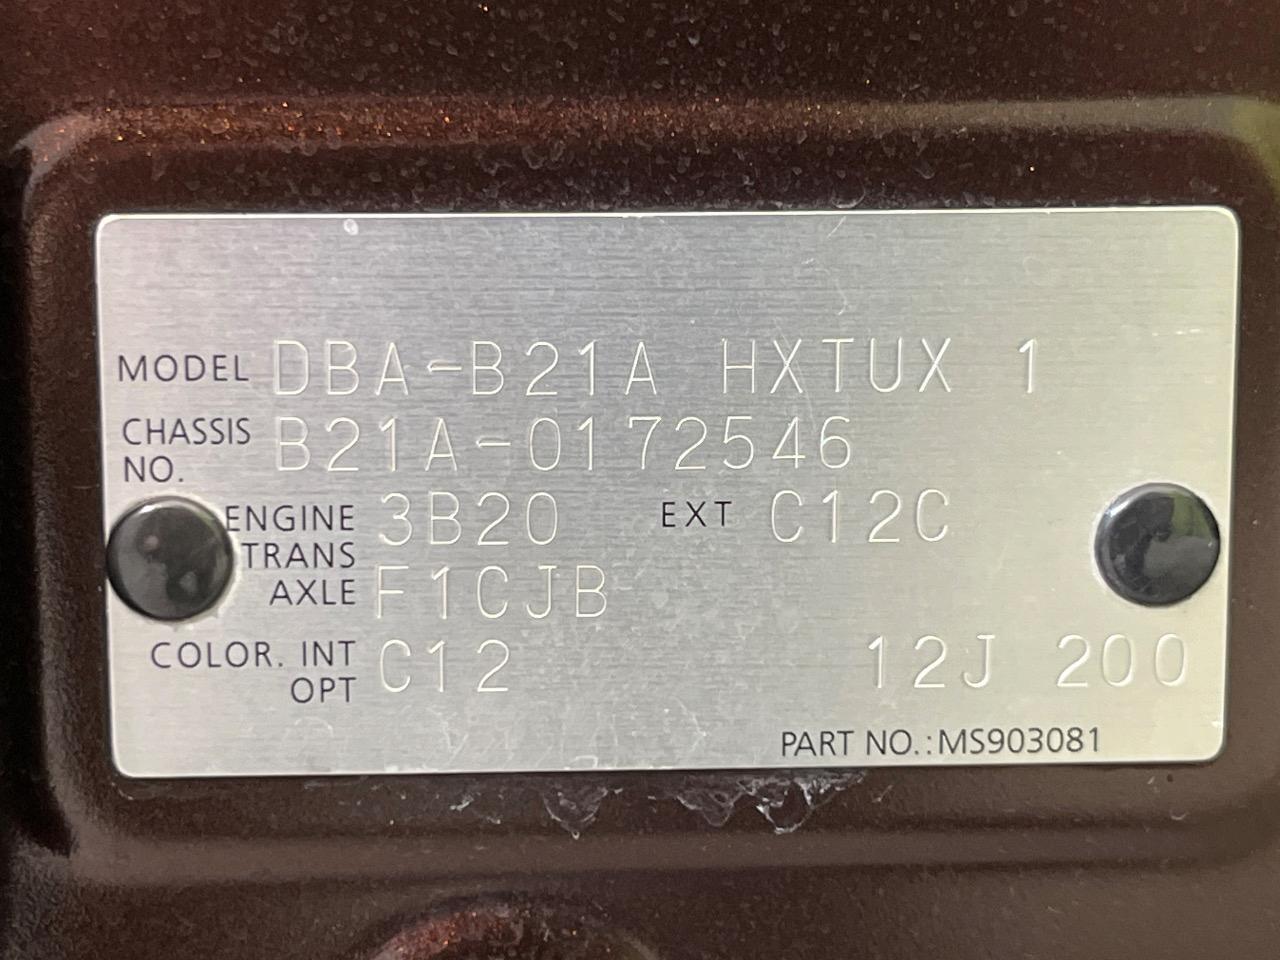 MODEL DBA-B21A HXTUX 1
CHASSIS NO. B21A-0172546
ENGINE 3B20 EXT C12C
TRANS AXLE F1CJB
COLOR. INT OPT C12 12J 200
PART NO.:MS903081